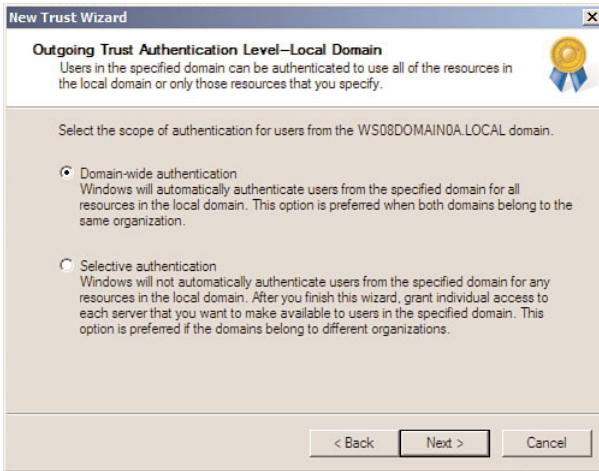 New Trust Wizard
Outgoing Trust Authentication Level--Local Domain
Users in the specified domain can be authenticated to use all of the resources in
the local domain or only those resources that you specify.
Select the scope of authentication for users from the WS08DOMAIN0A.LOCAL domain.
Domain-wide authentication
Windows will automatically authenticate users from the specified domain for all
resources in the local domain. This option is preferred when both domains belong to the
same organization.
Selective authentication
Windows will not automatically authenticate users from the specified domain for any
resources in the local domain. After you finish this wizard, grant individual access to
each server that you want to make available to users in the specified domain. This
option is preferred if the domains belong to different organizations.
< Back
Next >
Cancel